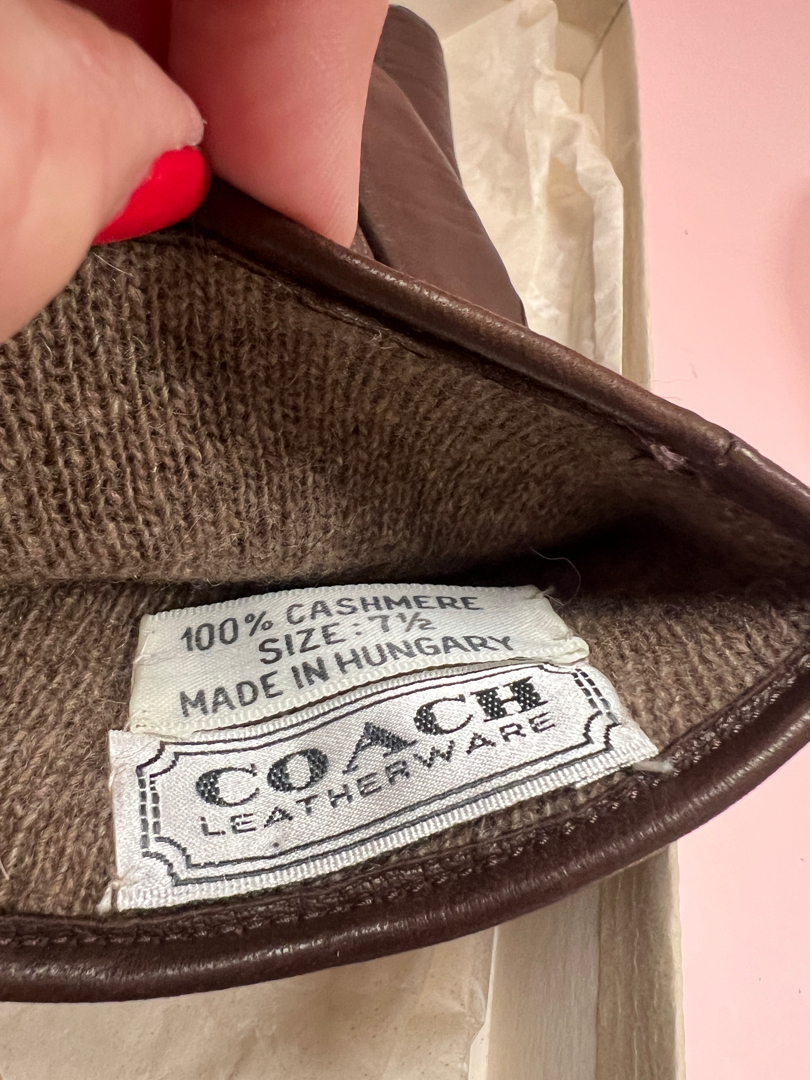 100% CASHMERE
SIZE: 7½
MADE IN HUNGARY
COACH
LEATHERWARE